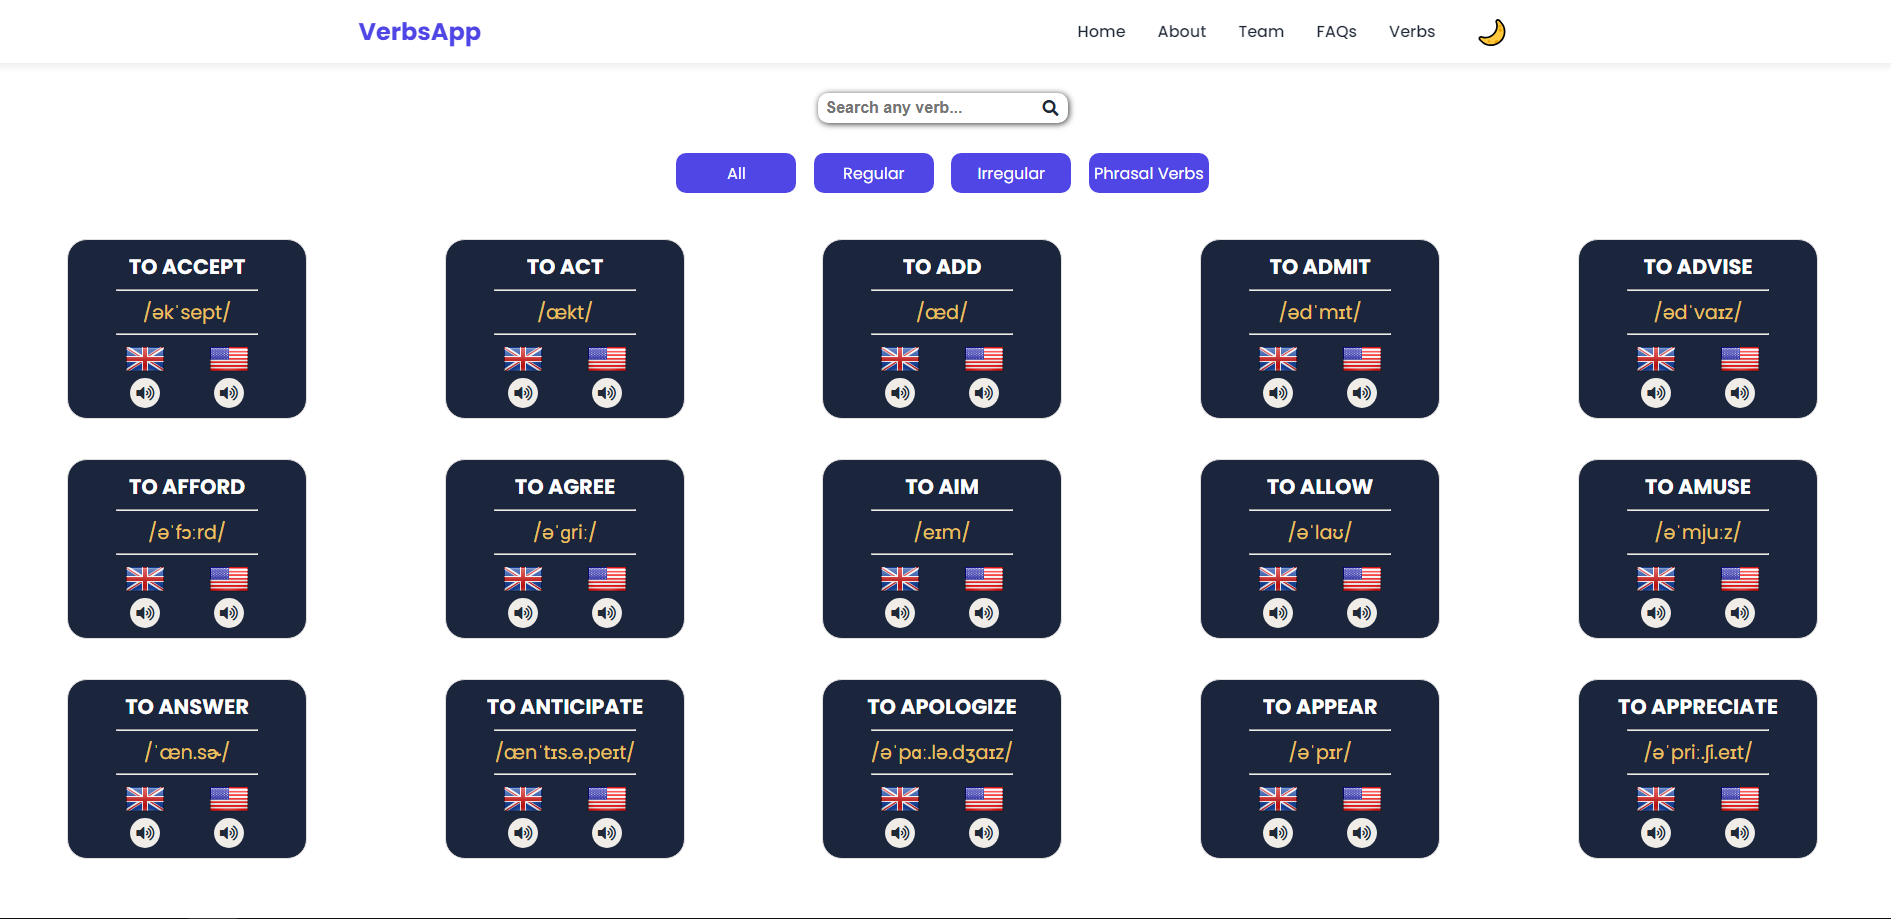 VerbsApp
Home About Team FAQs Verbs
Search any verb...
All Regular Irregular Phrasal Verbs
TO ACCEPT TO ACT TO ADD TO ADMIT TO ADVISE
/əkˈsept/ /ækt/ /æd/ /ədˈmɪt/ /ədˈvaɪz/
TO AFFORD TO AGREE TO AIM TO ALLOW TO AMUSE
/əˈfɔːrd/ /əˈɡriː/ /eɪm/ /əˈlaʊ/ /əˈmjuːz/
TO ANSWER TO ANTICIPATE TO APOLOGIZE TO APPEAR TO APPRECIATE
/ˈæn.sɚ/ /ænˈtɪs.ə.peɪt/ /əˈpɑː.lə.dʒaɪz/ /əˈpɪr/ /əˈpriː.ʃi.eɪt/